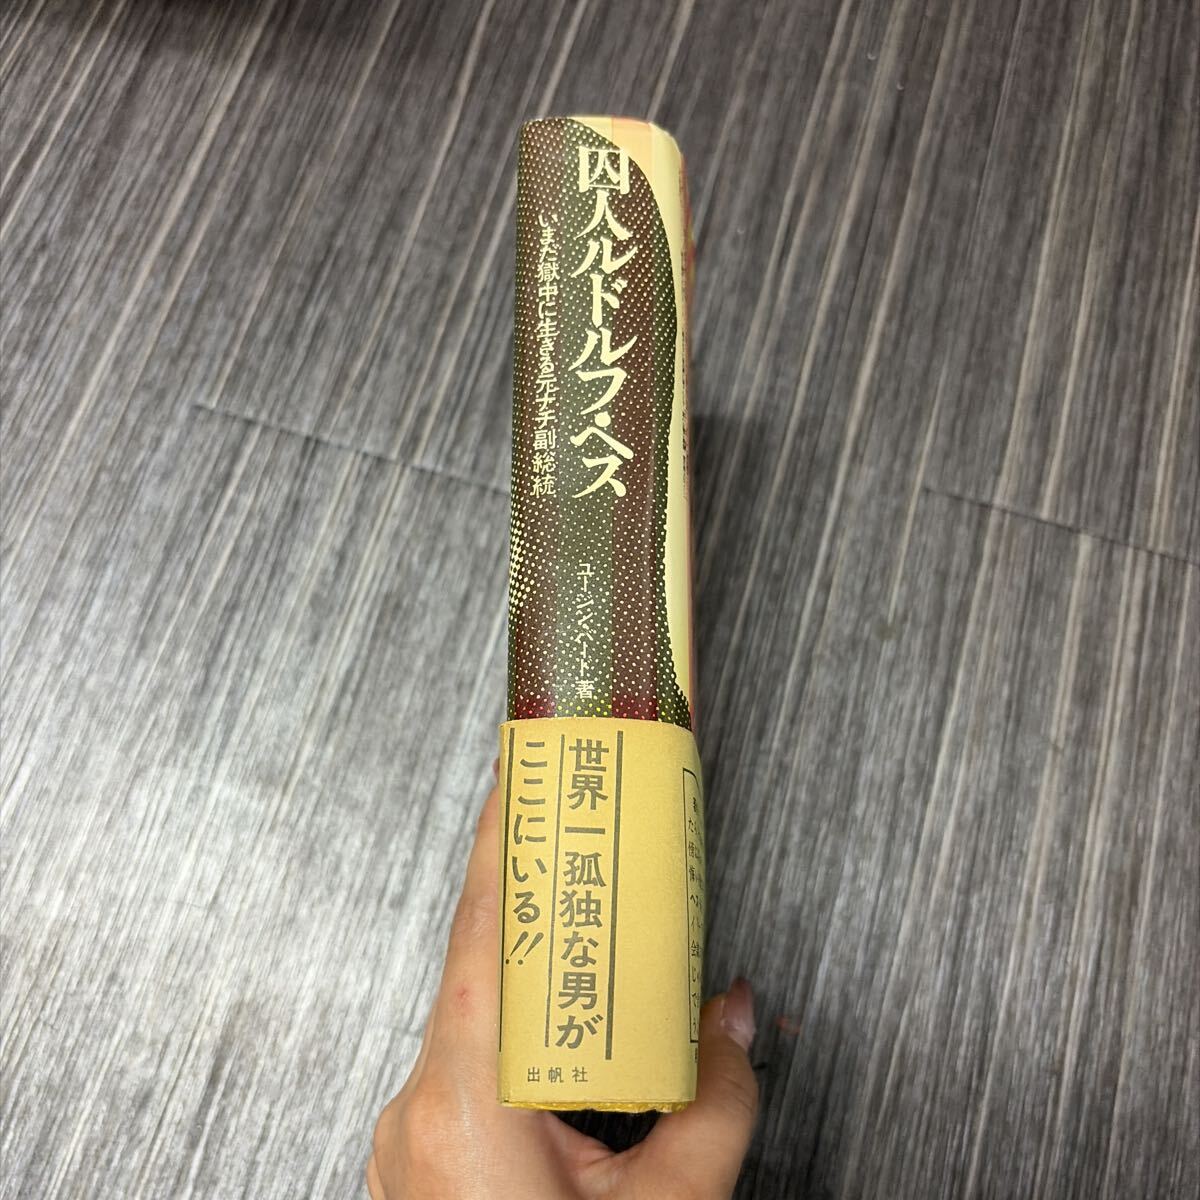 囚人ルドルフ・ヘス
いまだ獄中に生きる元ナチ副総統
ユージン・バード著
世界一孤独な男が
ここにいる!!
出帆社